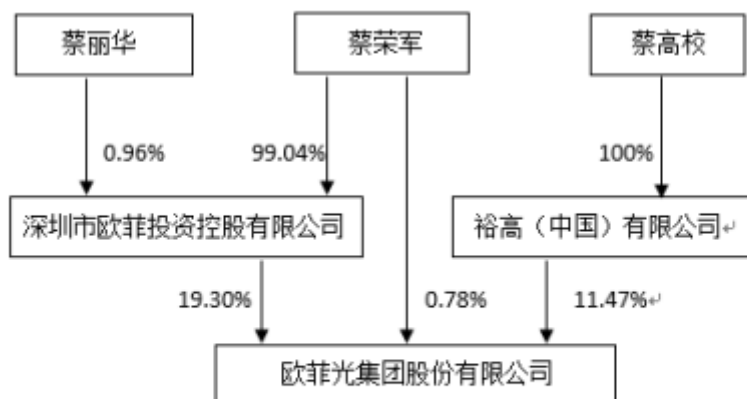 蔡丽华
蔡荣军
蔡高校
0.96%
99.04%
100%
深圳市欧菲投资控股有限公司
裕高（中国）有限公司↵
19.30%
0.78%
11.47%↵
欧菲光集团股份有限公司